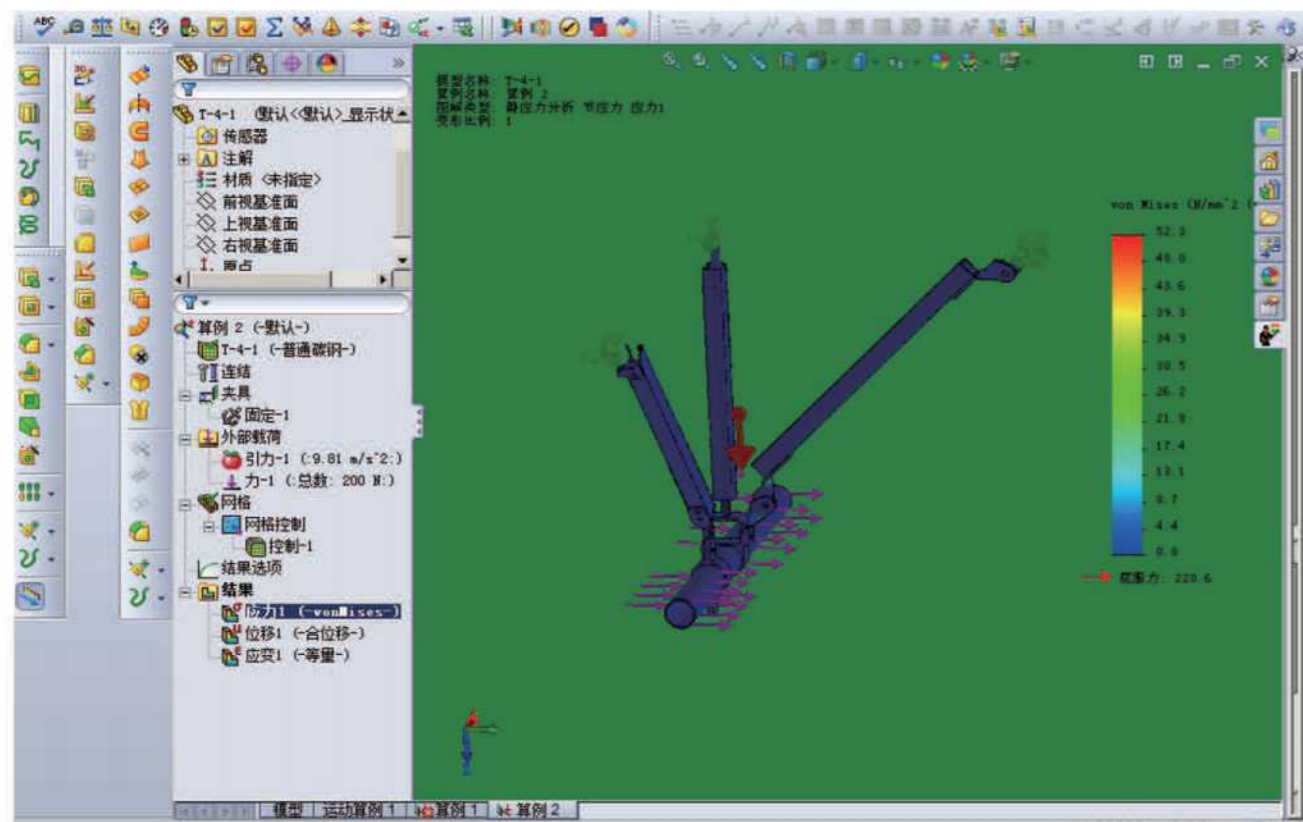 ABC
T-4-1 (默认<<默认>_显示状
传感器
注解
材质 <未指定>
前视基准面
上视基准面
右视基准面
原点
算例 2 (-默认-)
T-4-1 (-普通碳钢-)
连结
夹具
固定-1
外部载荷
引力-1 (:9.81 m/s^2:)
力-1 (:总数: 200 N:)
网格
网格控制
控制-1
结果选项
结果
应力1 (-vonMises-)
位移1 (-合位移-)
应变1 (-等量-)
模型名称: T-4-1
算例名称: 算例 2
图解类型: 静应力分析 节应力 应力1
变形比例: 1
von Mises (N/mm^2 (
52.3
48.0
43.6
39.3
34.9
30.5
26.2
21.8
17.4
13.1
8.7
4.4
0.0
屈服力: 220.6
模型
运动算例 1
算例 1
算例 2